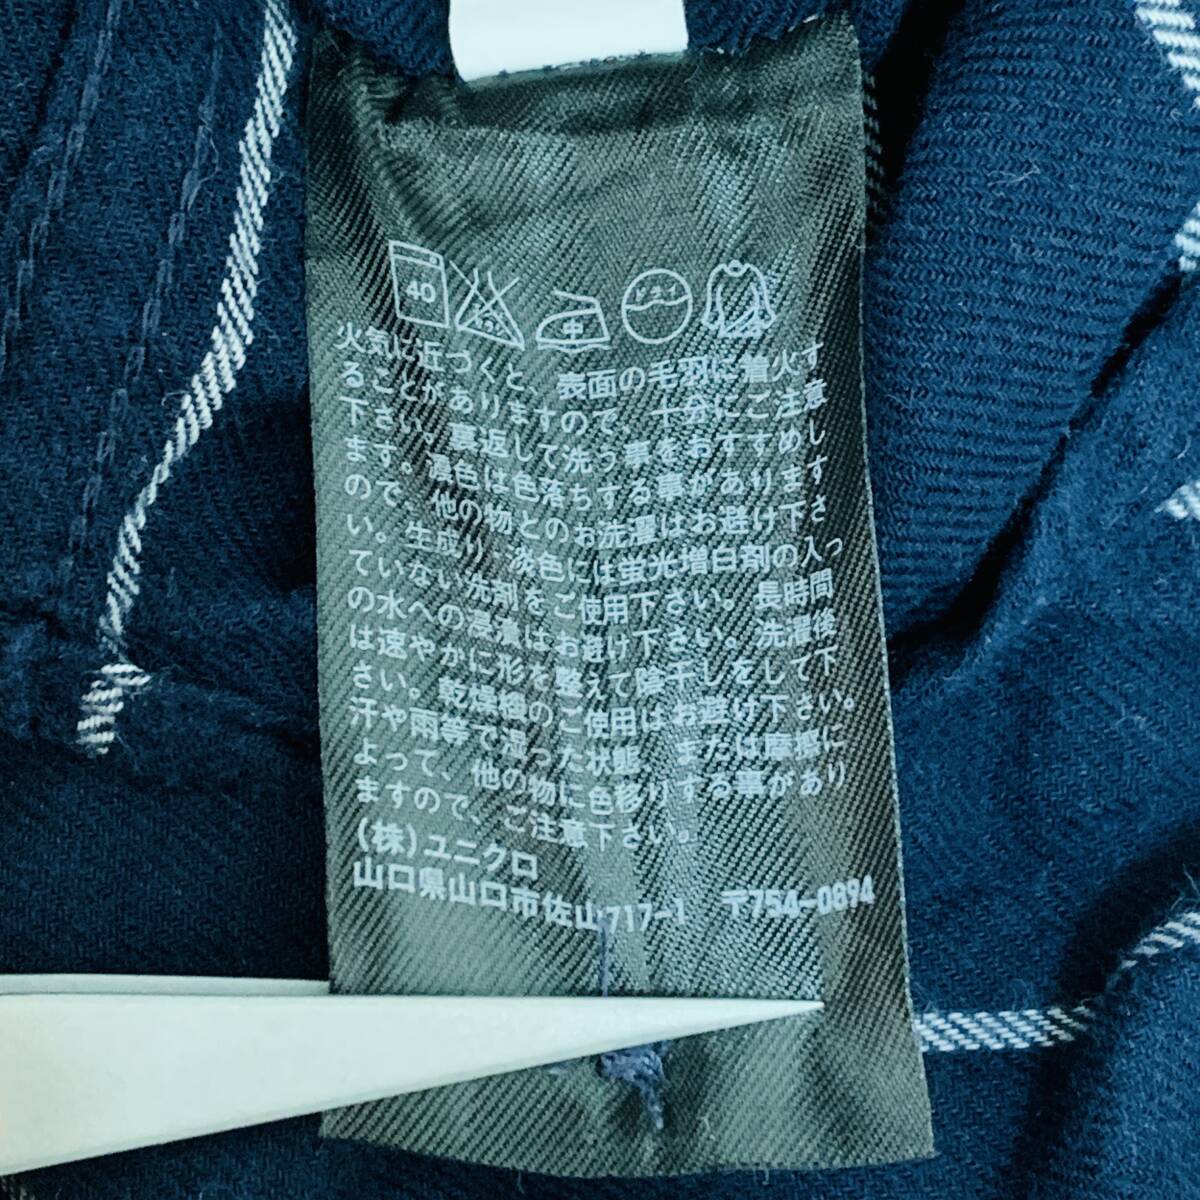 40
中
ドライ
火気に近づくと、表面の毛羽に着火す
ることがありますので、十分にご注意
下さい。裏返して洗う事をおすすめし
ます。濃色は色落ちする事があります
ので、他の物とのお洗濯はお避け下さ
い。生成り、淡色には蛍光増白剤の入っ
ていない洗剤をご使用下さい。長時間
の水への浸漬はお避け下さい。洗濯後
は速やかに形を整えて陰干しをして下
さい。乾燥機のご使用はお避け下さい。
汗や雨等で湿った状態、または摩擦に
よって、他の物に色移りする事があり
ますので、ご注意下さい。
(株)ユニクロ
山口県山口市佐山717-1 〒754-0894